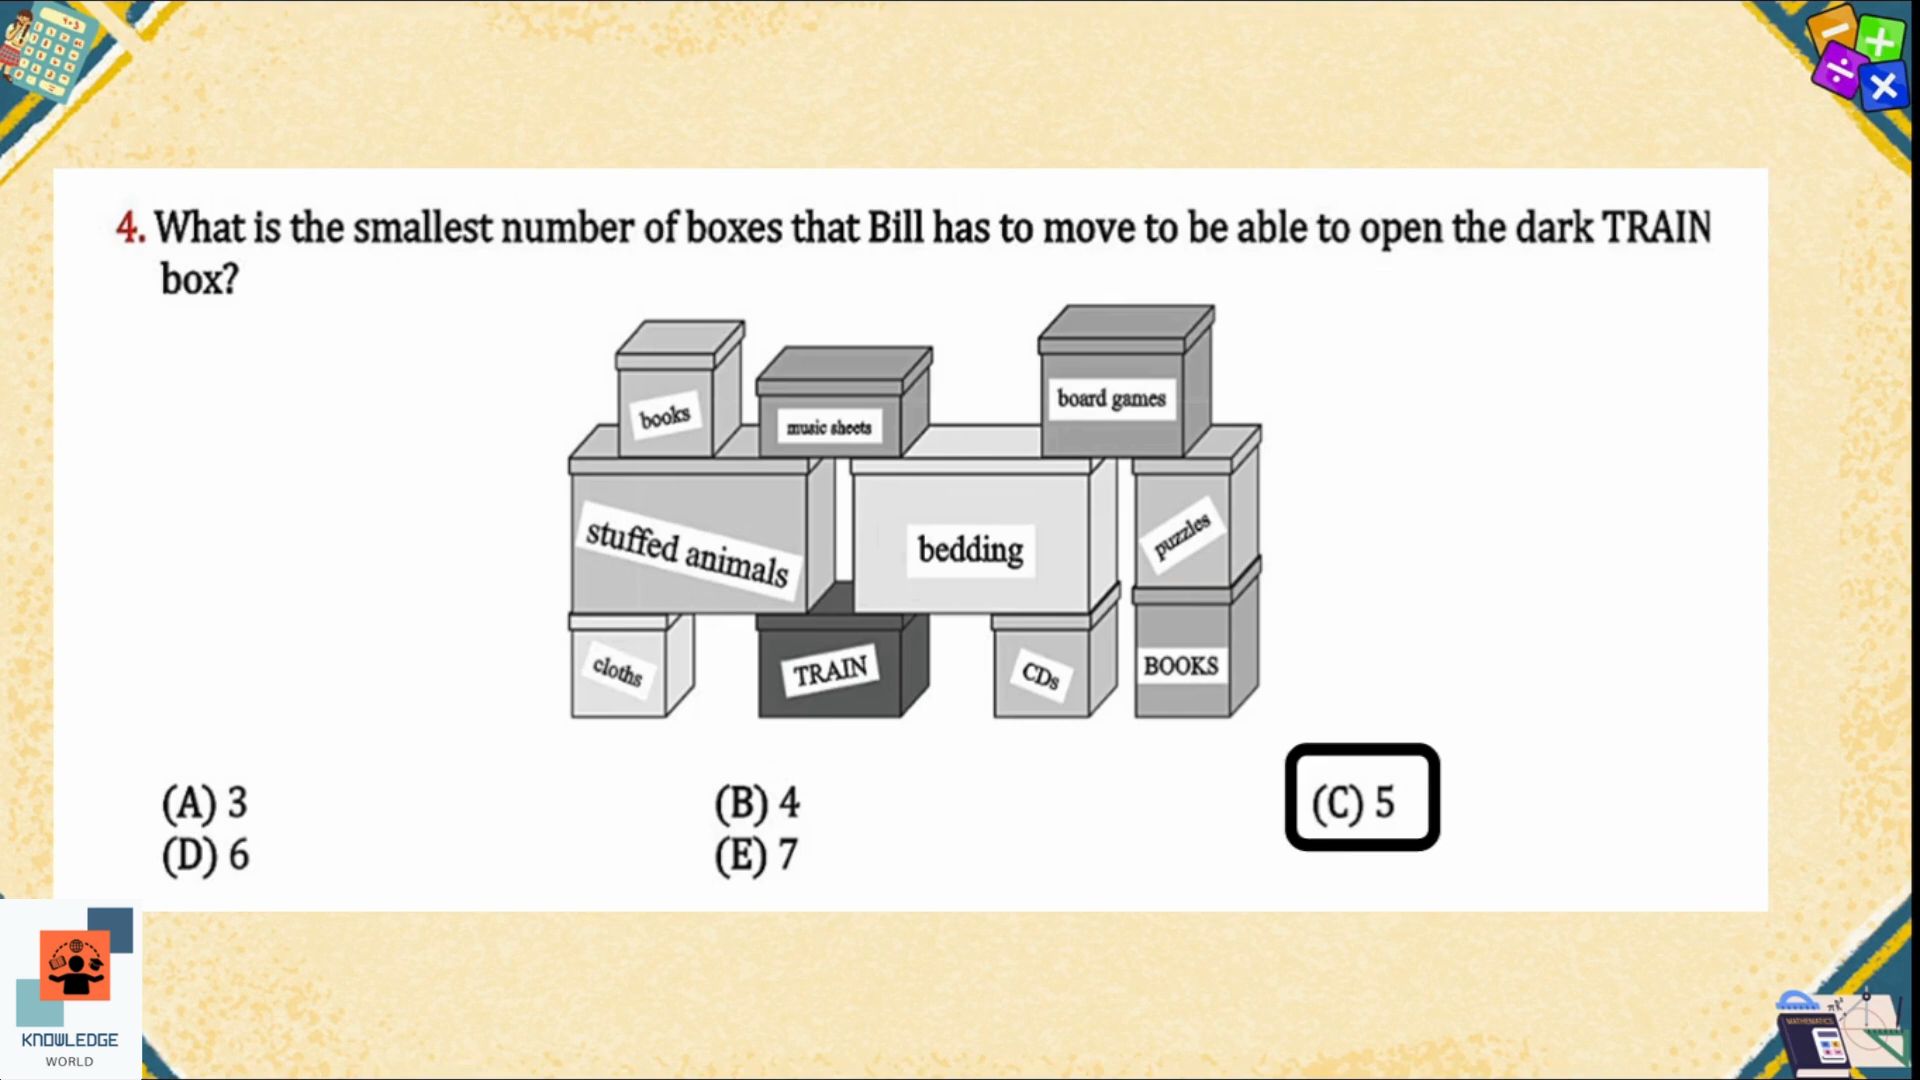 4. What is the smallest number of boxes that Bill has to move to be able to open the dark TRAIN
box?
books
music sheets
board games
stuffed animals
bedding
puzzles
cloths
TRAIN
CDs
BOOKS
(A) 3
(B) 4
(C) 5
(D) 6
(E) 7
KNOWLEDGE
WORLD
MATHEMATICS